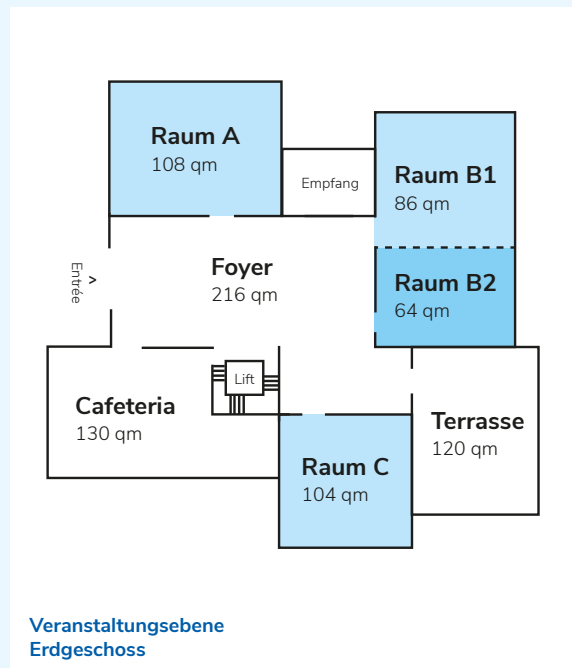 Raum A
108 qm
Empfang
Raum B1
86 qm
Entrée
>
Foyer
216 qm
Raum B2
64 qm
Lift
Cafeteria
130 qm
Terrasse
120 qm
Raum C
104 qm
Veranstaltungsebene
Erdgeschoss